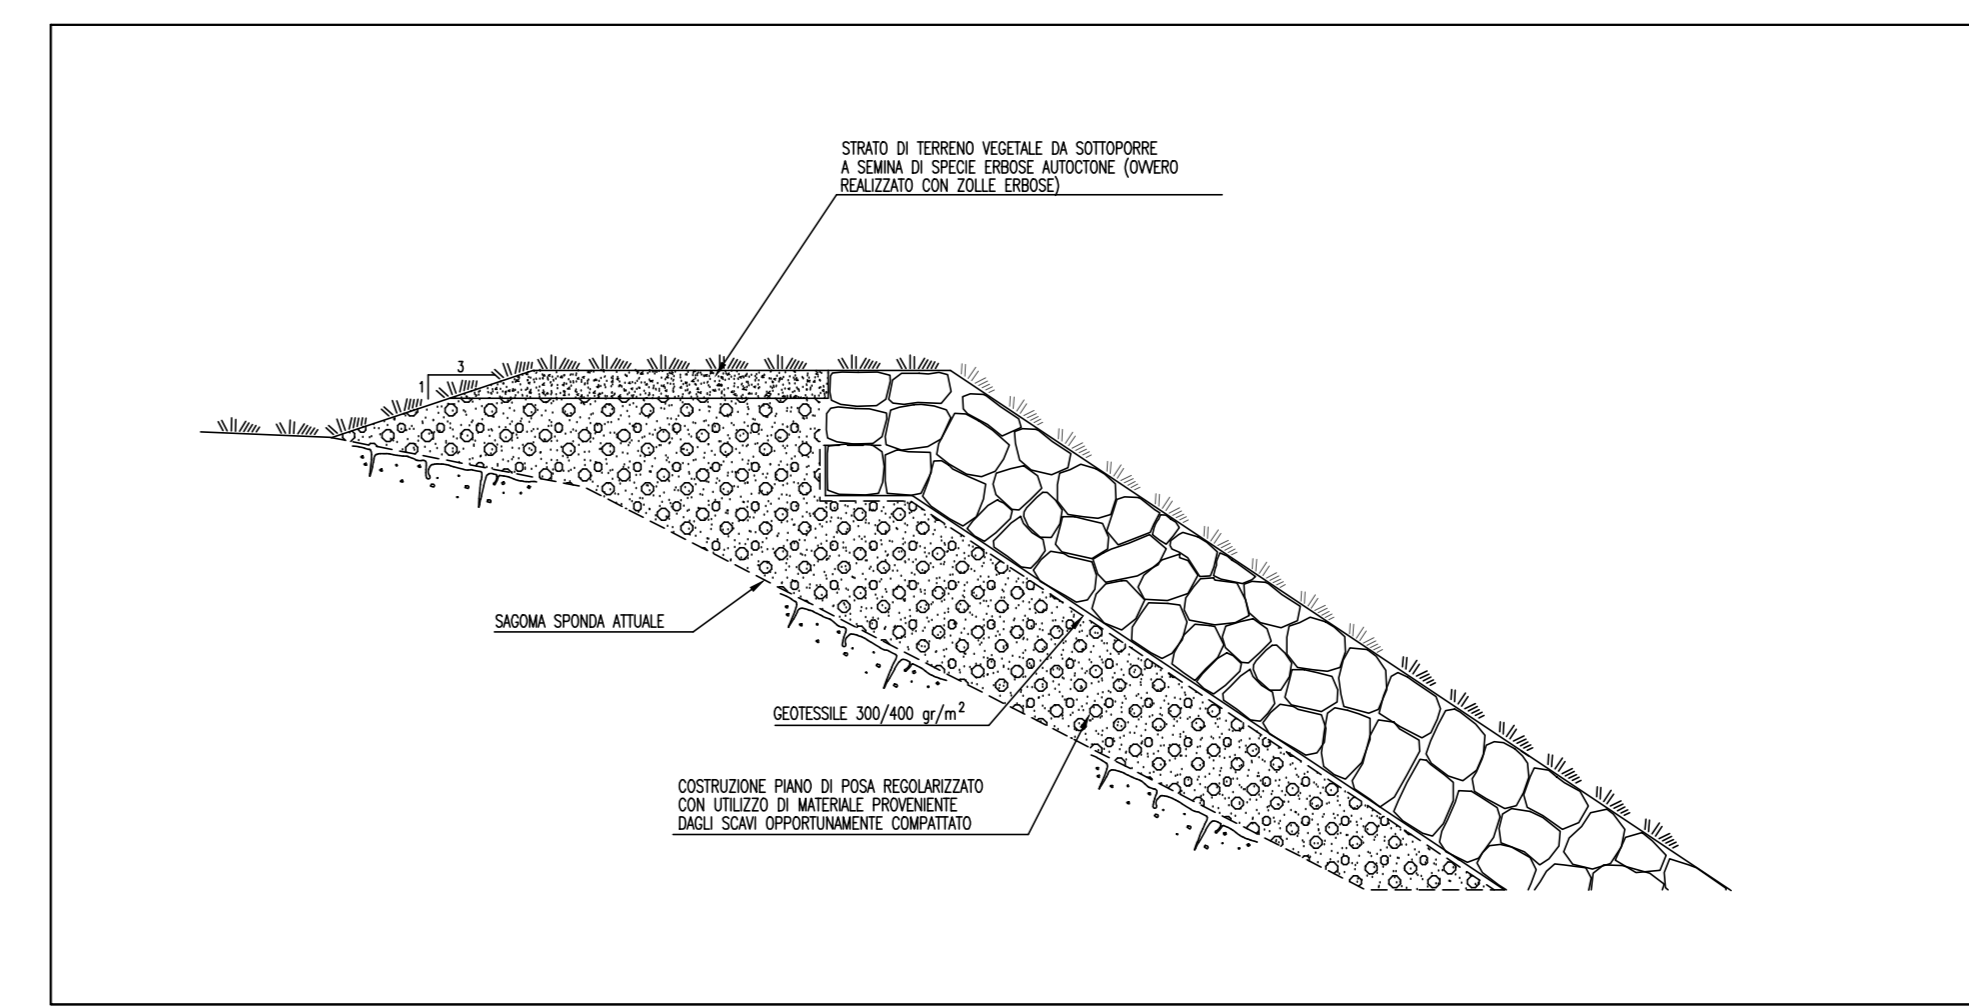 STRATO DI TERRENO VEGETALE DA SOTTOPORRE
A SEMINA DI SPECIE ERBOSE AUTOCTONE (OVVERO
REALIZZATO CON ZOLLE ERBOSE)
3
1
SAGOMA SPONDA ATTUALE
GEOTESSILE 300/400 gr/m²
COSTRUZIONE PIANO DI POSA REGOLARIZZATO
CON UTILIZZO DI MATERIALE PROVENIENTE
DAGLI SCAVI OPPORTUNAMENTE COMPATTATO